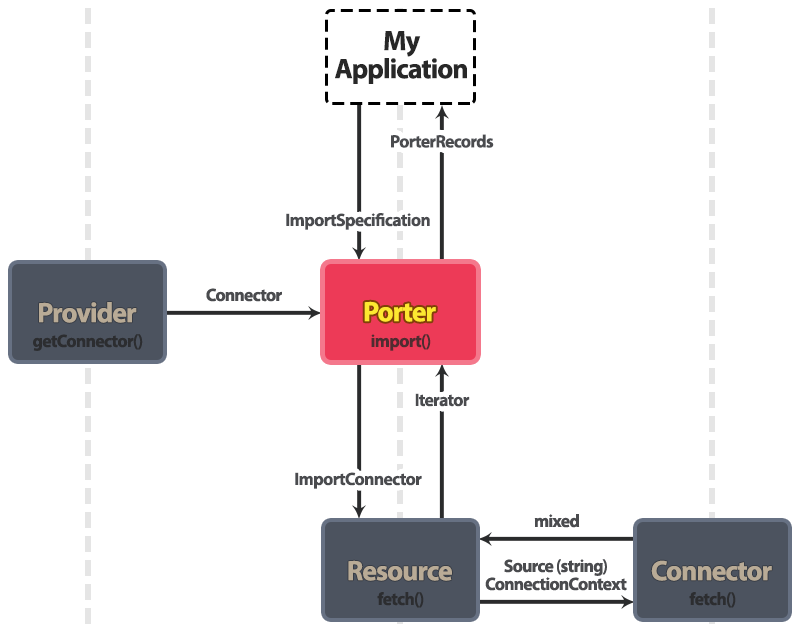 My
Application
PorterRecords
ImportSpecification
Provider
getConnector()
Connector
Porter
import()
Iterator
ImportConnector
Resource
fetch()
mixed
Source (string)
ConnectionContext
Connector
fetch()